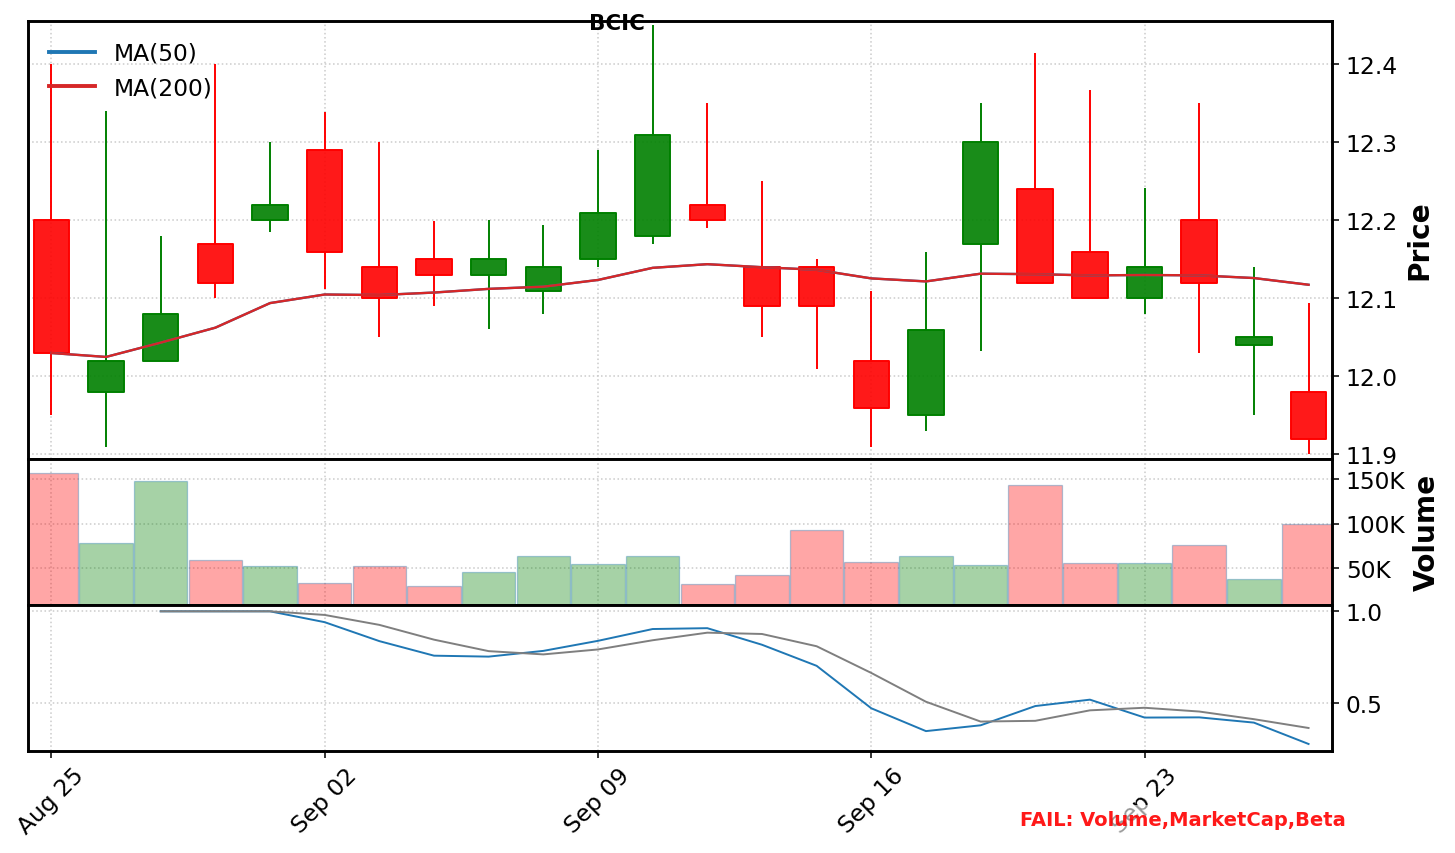 BCIC
MA(50)
MA(200)
12.4
12.3
12.2
12.1
12.0
11.9
Price
150K
100K
50K
Volume
1.0
0.5
Aug 25
Sep 02
Sep 09
Sep 16
Sep 23
FAIL: Volume,MarketCap,Beta